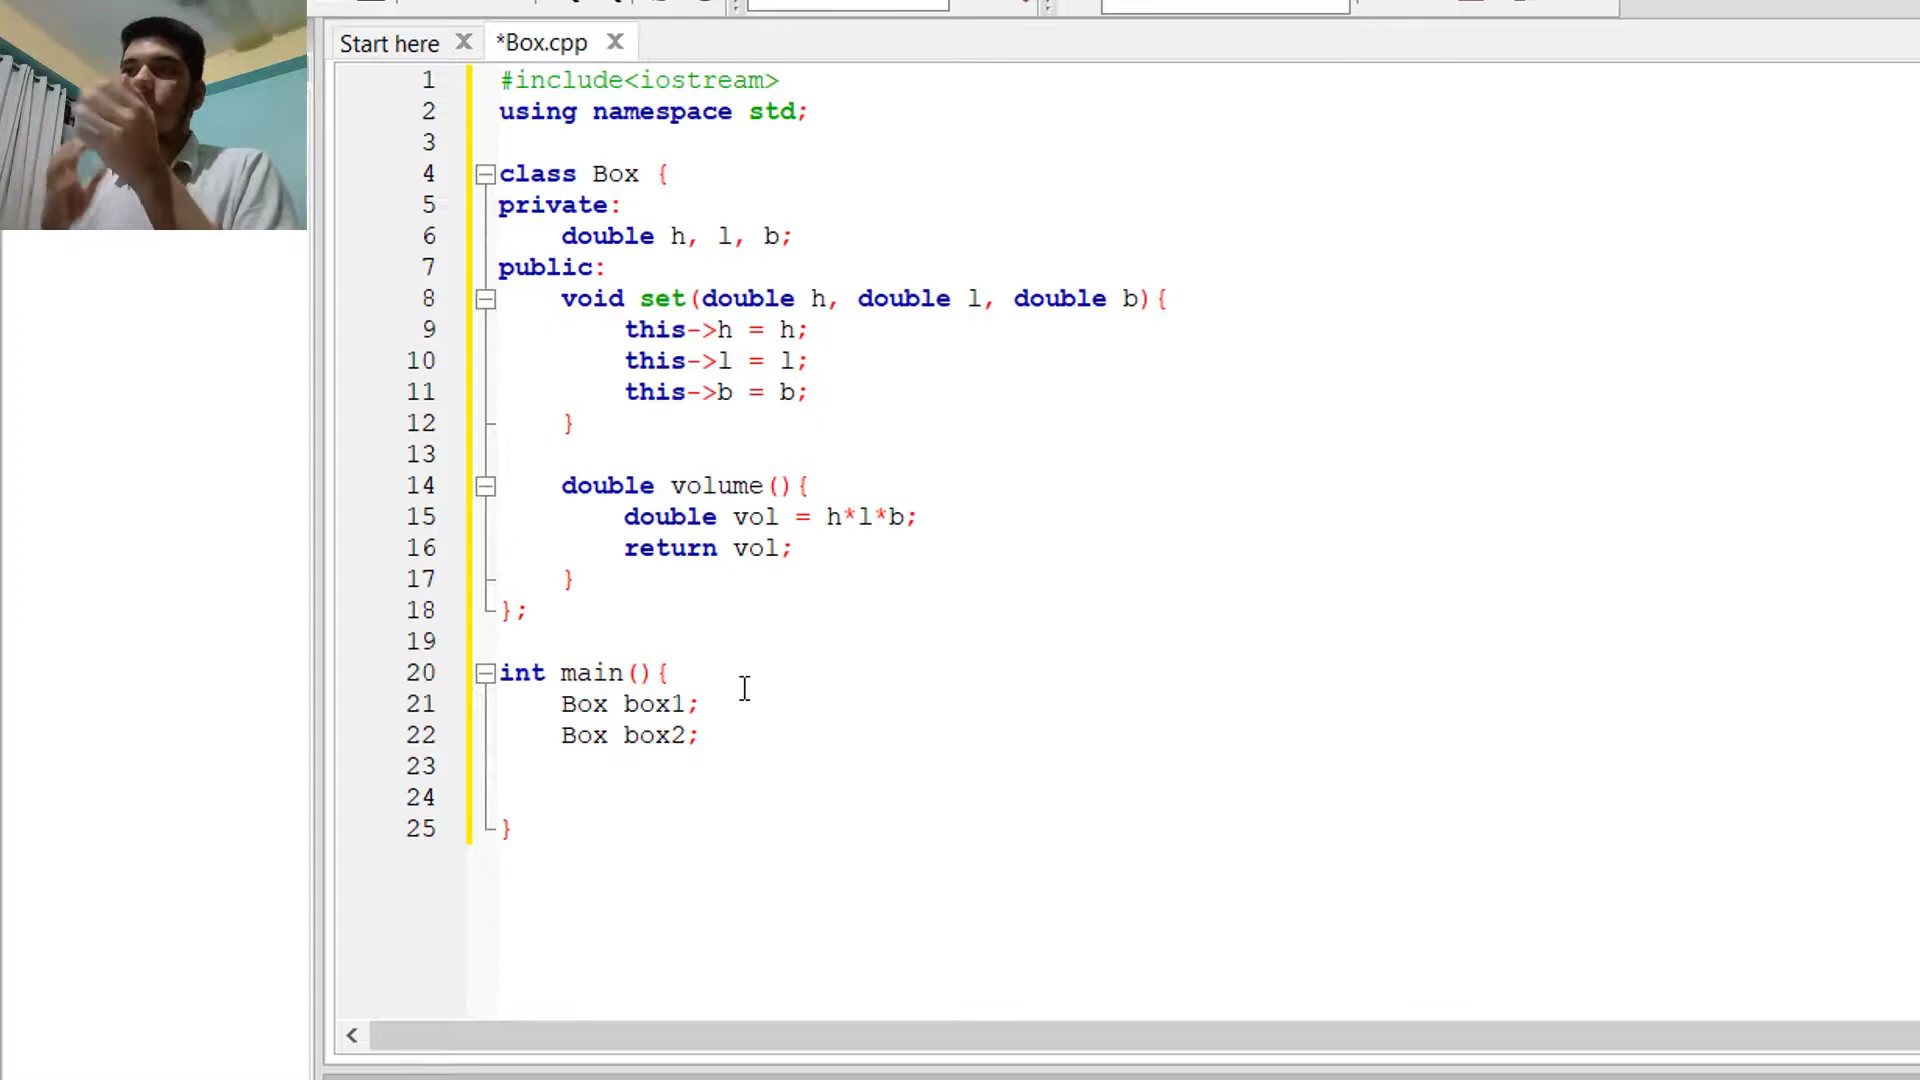 Start here
*Box.cpp
1 #include<iostream>
2 using namespace std;
3
4 class Box {
5 private:
6     double h, l, b;
7 public:
8     void set(double h, double l, double b){
9         this->h = h;
10         this->l = l;
11         this->b = b;
12     }
13
14     double volume(){
15         double vol = h*l*b;
16         return vol;
17     }
18 };
19
20 int main(){
21     Box box1;
22     Box box2;
23
24
25 }